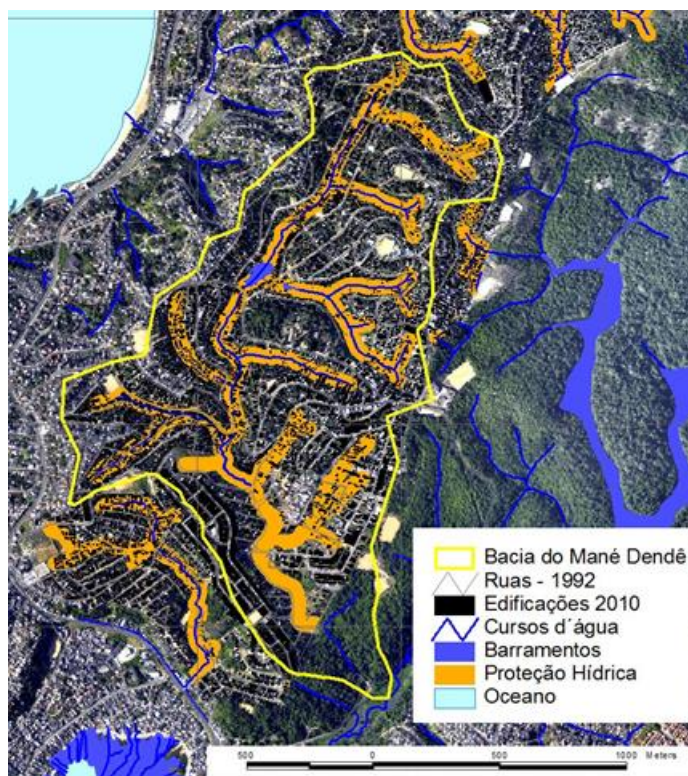 Bacia do Mané Dendê
Ruas - 1992
Edificações 2010
Cursos d´água
Barramentos
Proteção Hídrica
Oceano
500 0 500 1000 Meters